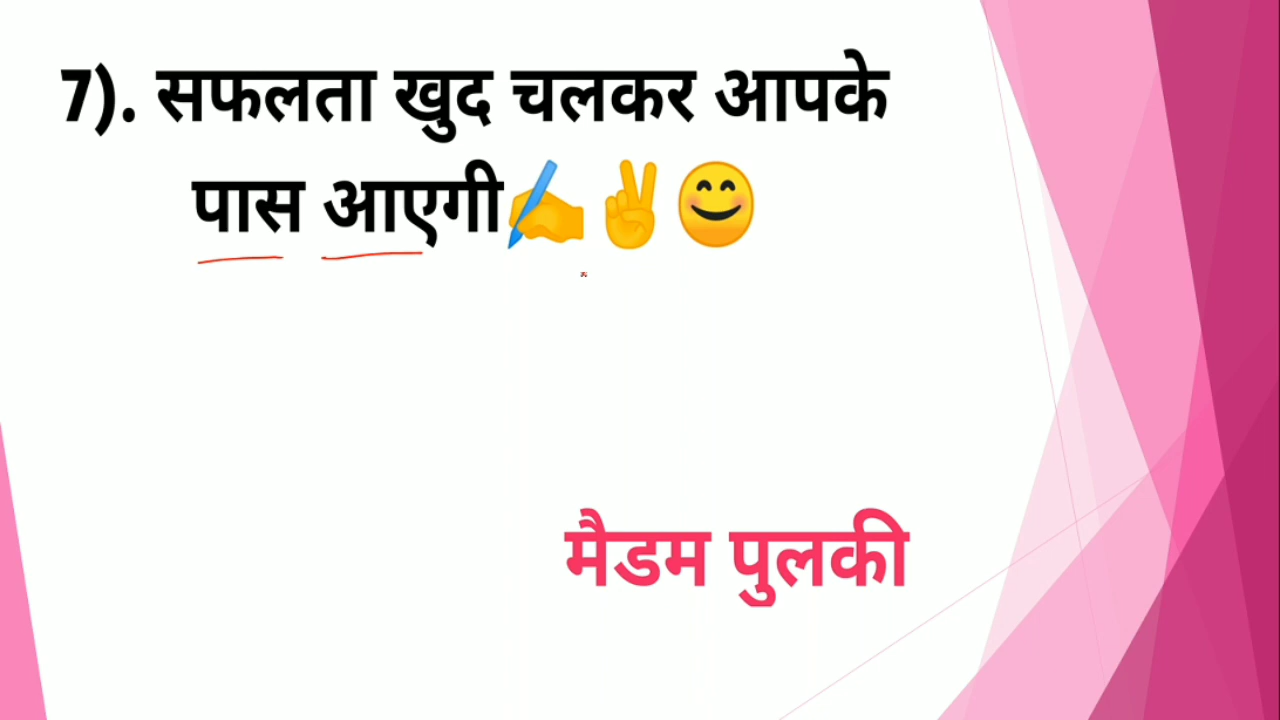 7). सफलता खुद चलकर आपके
पास आएगी✍️✌️😊
मैडम पुलकी